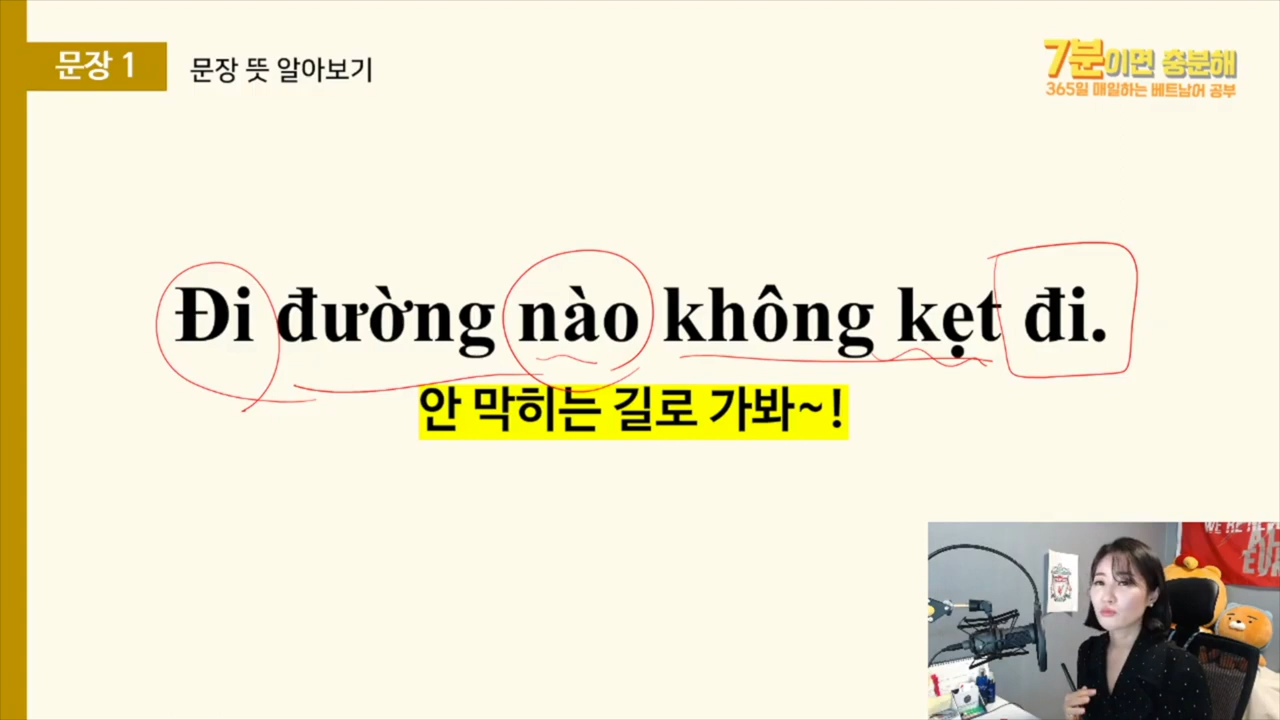 문장 1
문장 뜻 알아보기
7분이면 충분해
365일 매일하는 베트남어 공부
Đi đường nào không kẹt đi.
안 막히는 길로 가봐~!
WE'RE